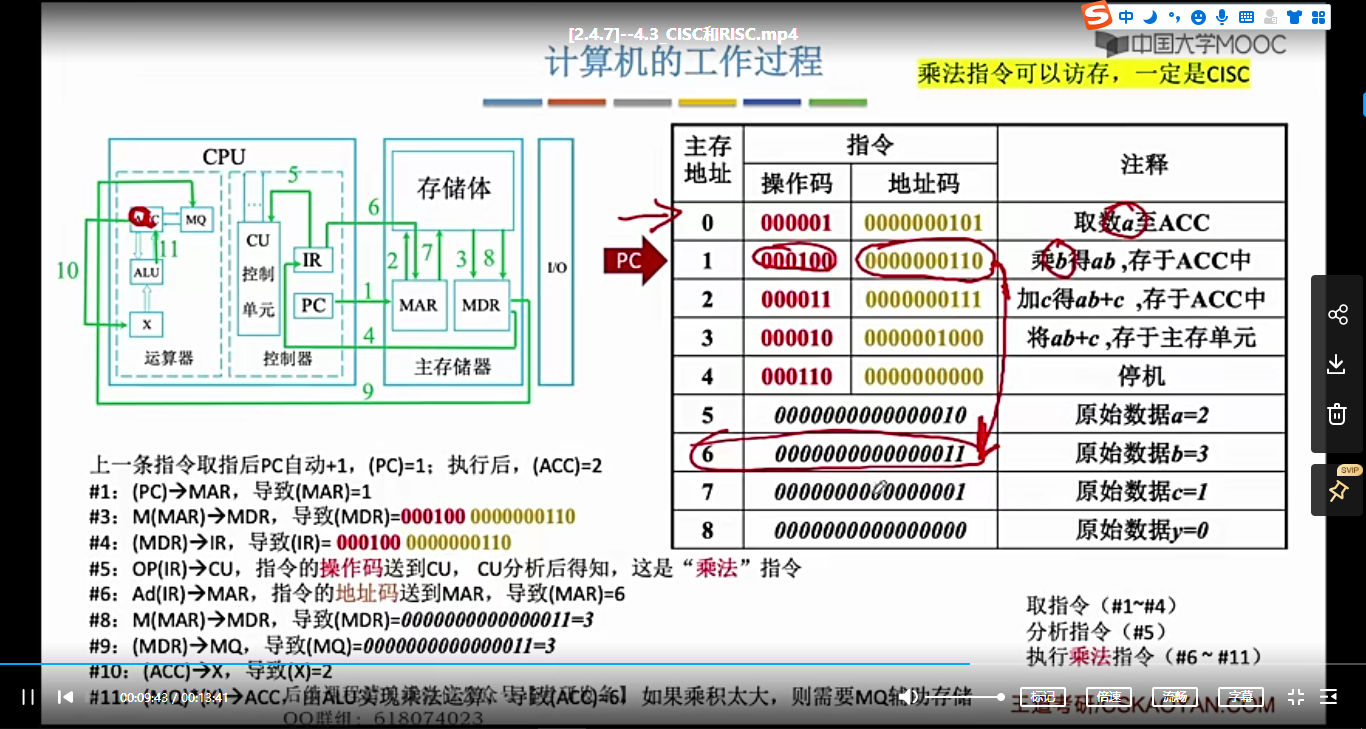 中
[2.4.7]--4.3_CISC和RISC.mp4
中国大学MOOC
计算机的工作过程
乘法指令可以访存，一定是CISC
CPU
MQ
ALU
X
运算器
CU
控制
单元
IR
PC
控制器
存储体
MAR
MDR
主存储器
I/O
1
2
3
4
5
6
7
8
9
10
11
PC
主存地址 指令 注释
操作码 地址码
0 000001 0000000101 取数a至ACC
1 000100 0000000110 乘b得ab ,存于ACC中
2 000011 0000000111 加c得ab+c ,存于ACC中
3 000010 0000001000 将ab+c ,存于主存单元
4 000110 0000000000 停机
5 0000000000000010 原始数据a=2
6 0000000000000011 原始数据b=3
7 0000000000000001 原始数据c=1
8 0000000000000000 原始数据y=0
上一条指令取指后PC自动+1，(PC)=1；执行后，(ACC)=2
#1：(PC)→MAR，导致(MAR)=1
#3：M(MAR)→MDR，导致(MDR)=000100 0000000110
#4：(MDR)→IR，导致(IR)= 000100 0000000110
#5：OP(IR)→CU，指令的操作码送到CU， CU分析后得知，这是“乘法”指令
#6：Ad(IR)→MAR，指令的地址码送到MAR，导致(MAR)=6
#8：M(MAR)→MDR，导致(MDR)=0000000000000011=3
#9：(MDR)→MQ，导致(MQ)=0000000000000011=3
#10：(ACC)→X，导致(X)=2
→ACC，由ALU实现乘法运算，导致(ACC)=6，如果乘积太大，则需要MQ辅助存储
取指令（#1~#4）
分析指令（#5）
执行乘法指令（#6 ~ #11）
00:09:43 / 00:13:41
QQ群组：618074023
标记
倍速
流畅
字幕
王道考研/CSKAOYAN.COM
SVIP